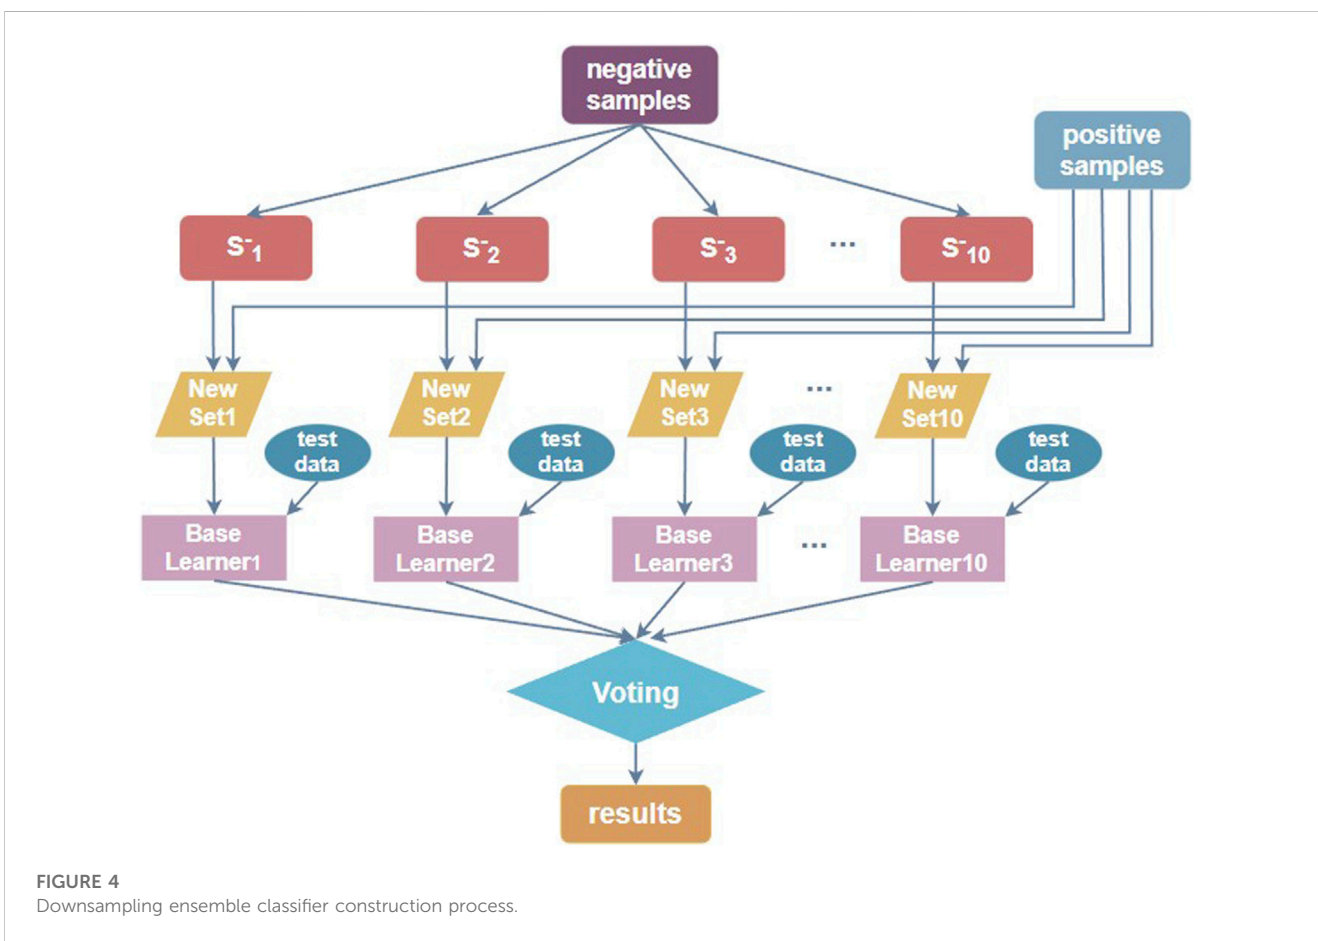 negative
samples
positive
samples
S-1
S-2
S-3
...
S-10
New
Set1
New
Set2
New
Set3
...
New
Set10
test
data
test
data
test
data
test
data
Base
Learner1
Base
Learner2
Base
Learner3
...
Base
Learner10
Voting
results
FIGURE 4
Downsampling ensemble classifier construction process.